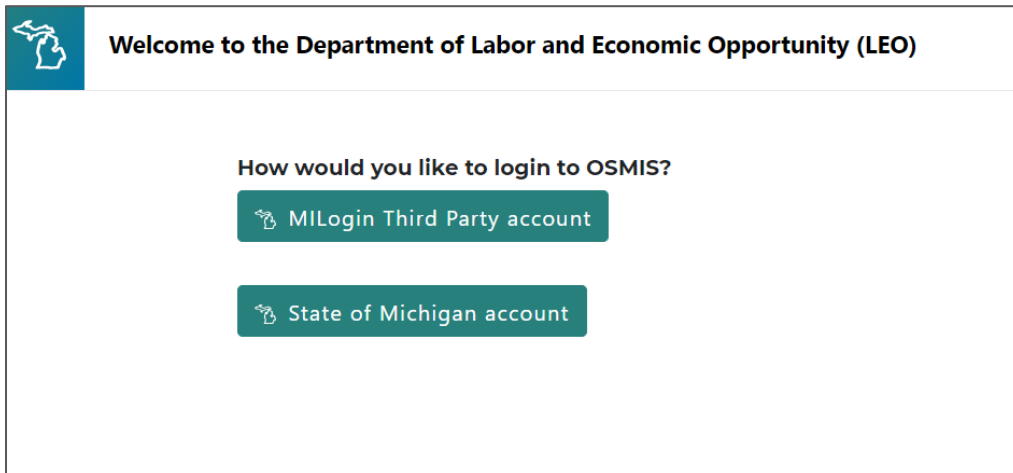 Welcome to the Department of Labor and Economic Opportunity (LEO)
How would you like to login to OSMIS?
MILogin Third Party account
State of Michigan account